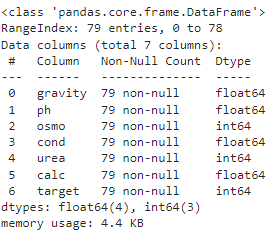 <class 'pandas.core.frame.DataFrame'>
RangeIndex: 79 entries, 0 to 78
Data columns (total 7 columns):
 #   Column   Non-Null Count  Dtype
---  ------   --------------  -----
 0   gravity  79 non-null     float64
 1   ph       79 non-null     float64
 2   osmo     79 non-null     int64
 3   cond     79 non-null     float64
 4   urea     79 non-null     int64
 5   calc     79 non-null     float64
 6   target   79 non-null     int64
dtypes: float64(4), int64(3)
memory usage: 4.4 KB